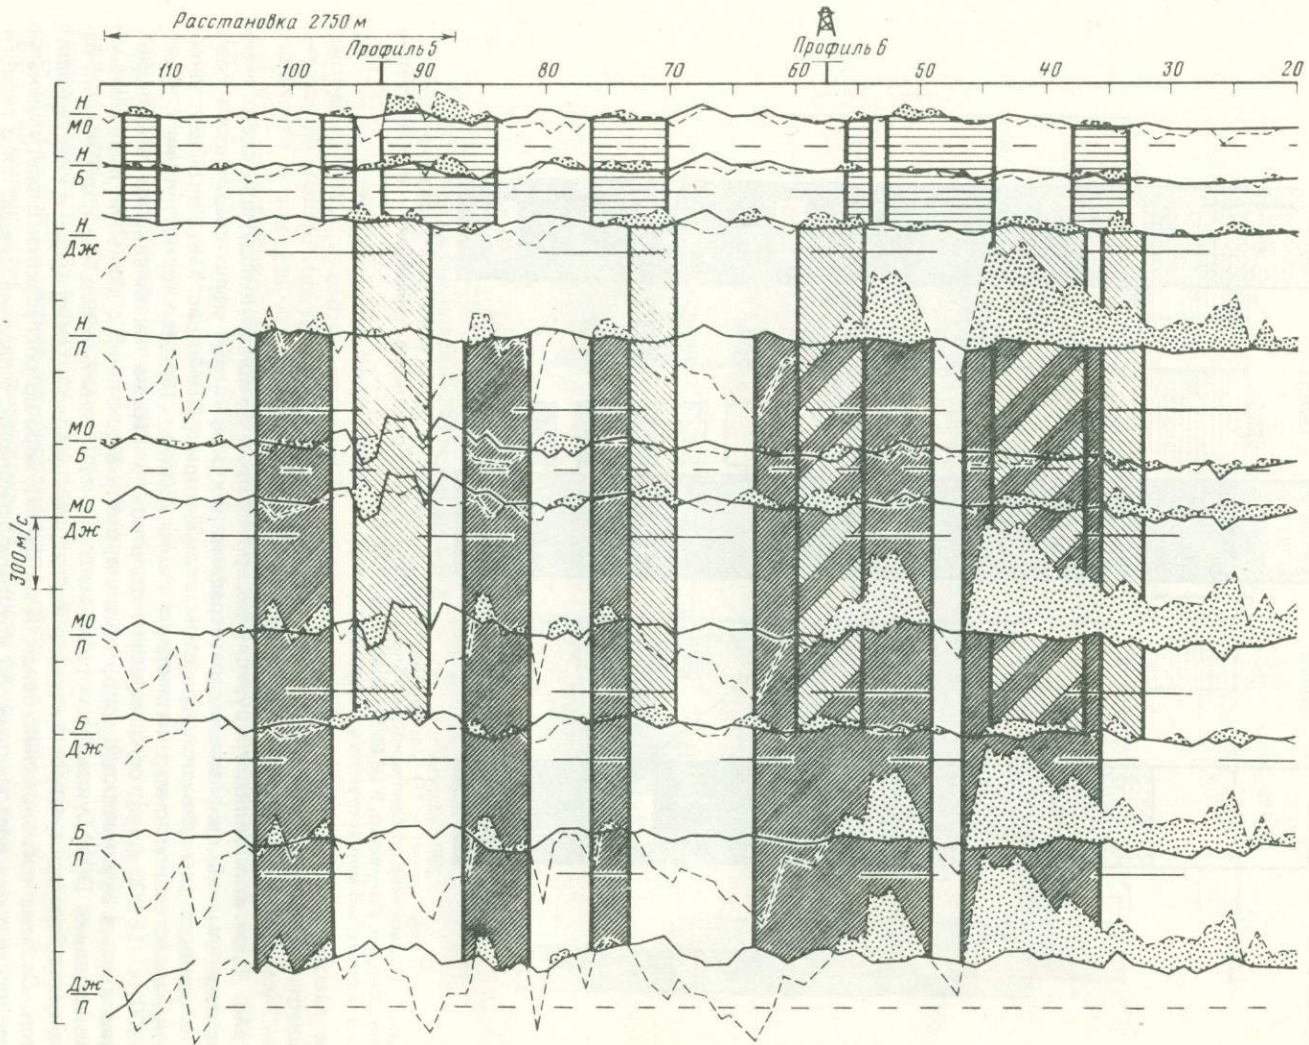 Расстановка 2750 м
Профиль 5
Профиль 6
110 100 90 80 70 60 50 40 30 20
Н
МО
Н
Б
Н
Дж
Н
П
МО
Б
МО
Дж
300 м/с
МО
П
Б
Дж
Б
П
Дж
П